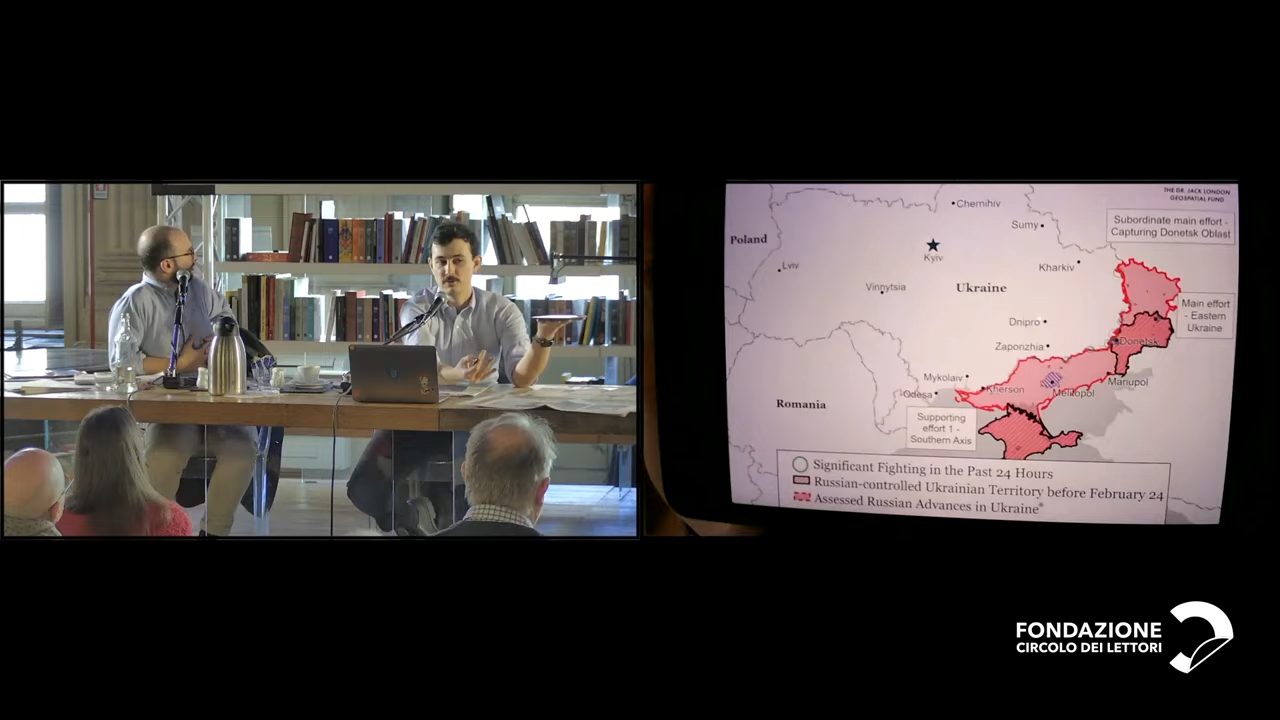 THE DR. JACK LONDON
GEOSPATIAL FUND
Chernihiv
Subordinate main effort -
Capturing Donetsk Oblast
Sumy
Poland
Kyiv
Lviv
Kharkiv
Vinnytsia
Ukraine
Main effort
- Eastern
Ukraine
Dnipro
Donetsk
Zaporizhia
Mykolaiv
Mariupol
Kherson
Odesa
Melitopol
Romania
Supporting
effort 1 -
Southern Axis
Significant Fighting in the Past 24 Hours
Russian-controlled Ukrainian Territory before February 24
Assessed Russian Advances in Ukraine*
FONDAZIONE
CIRCOLO DEI LETTORI